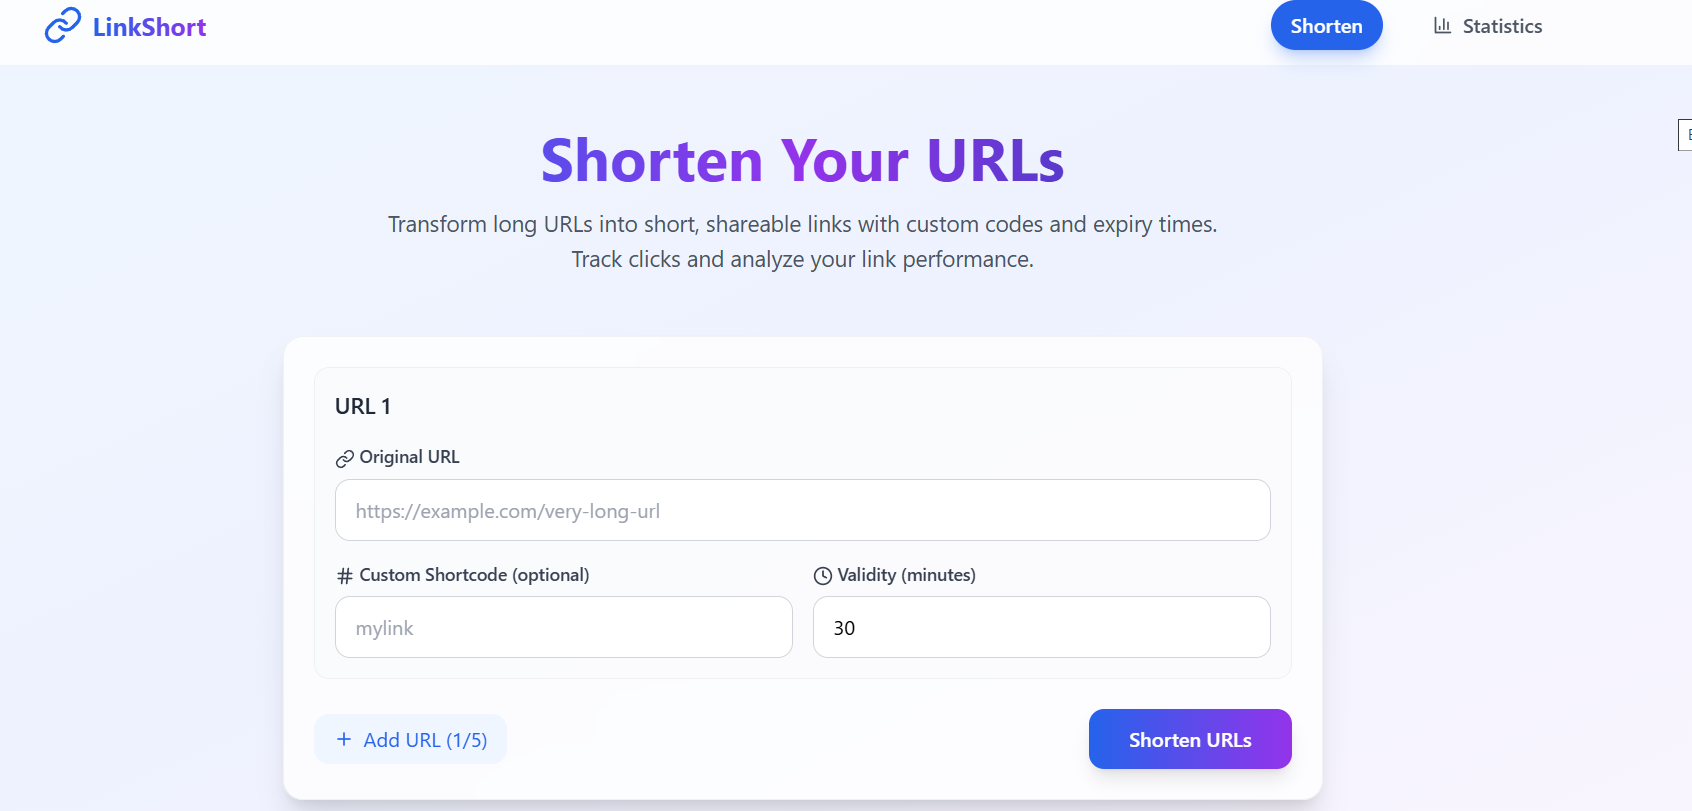 LinkShort
Shorten
Statistics
Shorten Your URLs
Transform long URLs into short, shareable links with custom codes and expiry times.
Track clicks and analyze your link performance.
URL 1
Original URL
https://example.com/very-long-url
# Custom Shortcode (optional)
Validity (minutes)
mylink
30
+ Add URL (1/5)
Shorten URLs